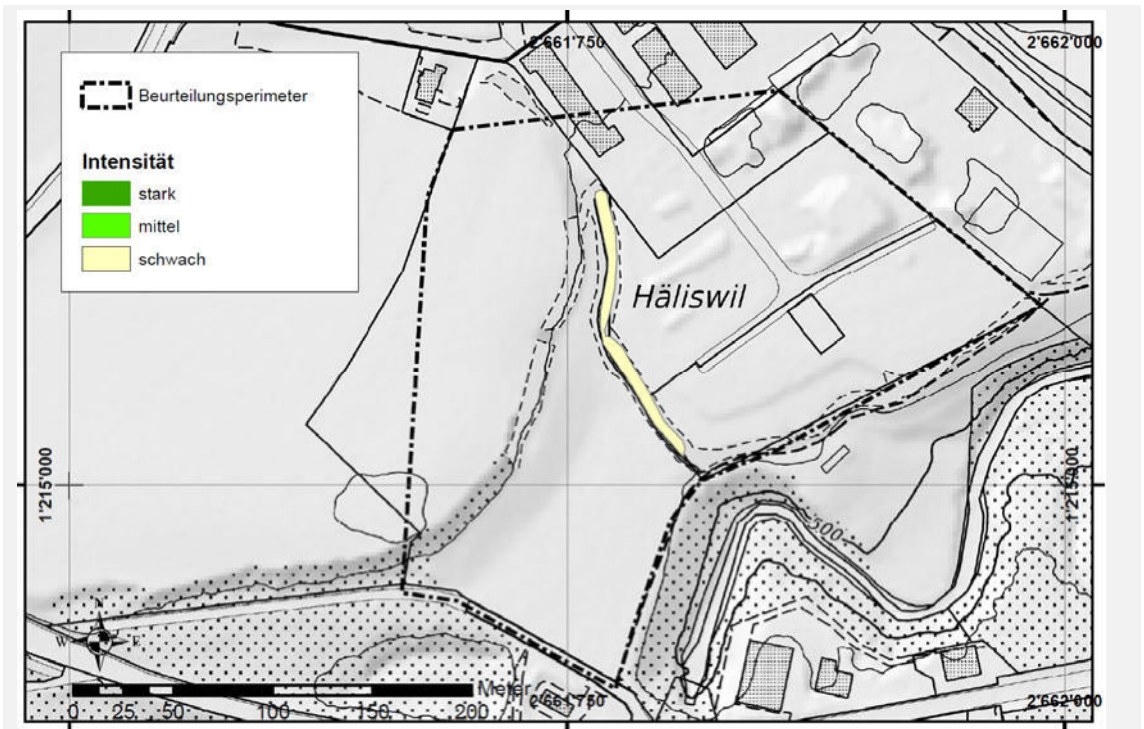 2'661'750
2'662'000
Beurteilungsperimeter
Intensität
stark
mittel
schwach
Häliswil
1'215'000
1'215'000
500
N
W
E
Meter
0 25 50 100 150 200
2'661'750
2'662'000